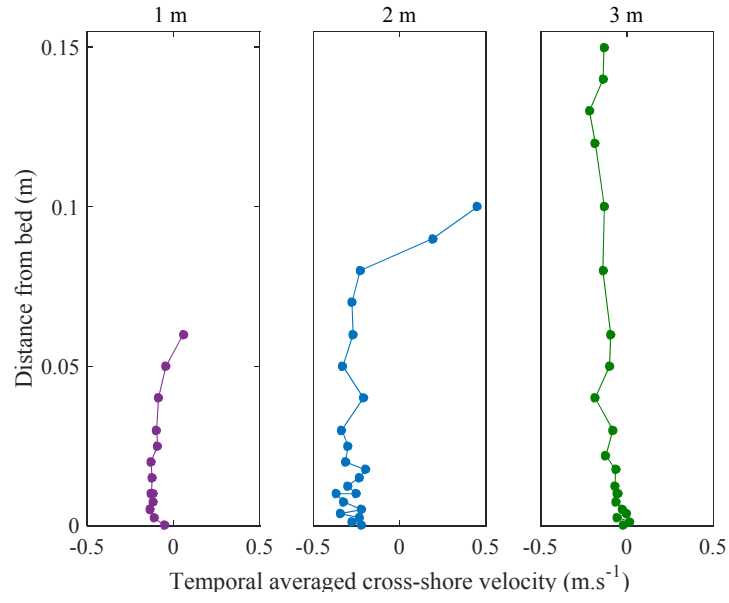 1 m
2 m
3 m
0.15
0.1
0.05
0
Distance from bed (m)
-0.5 0 0.5
-0.5 0 0.5
-0.5 0 0.5
Temporal averaged cross-shore velocity (m.s⁻¹)